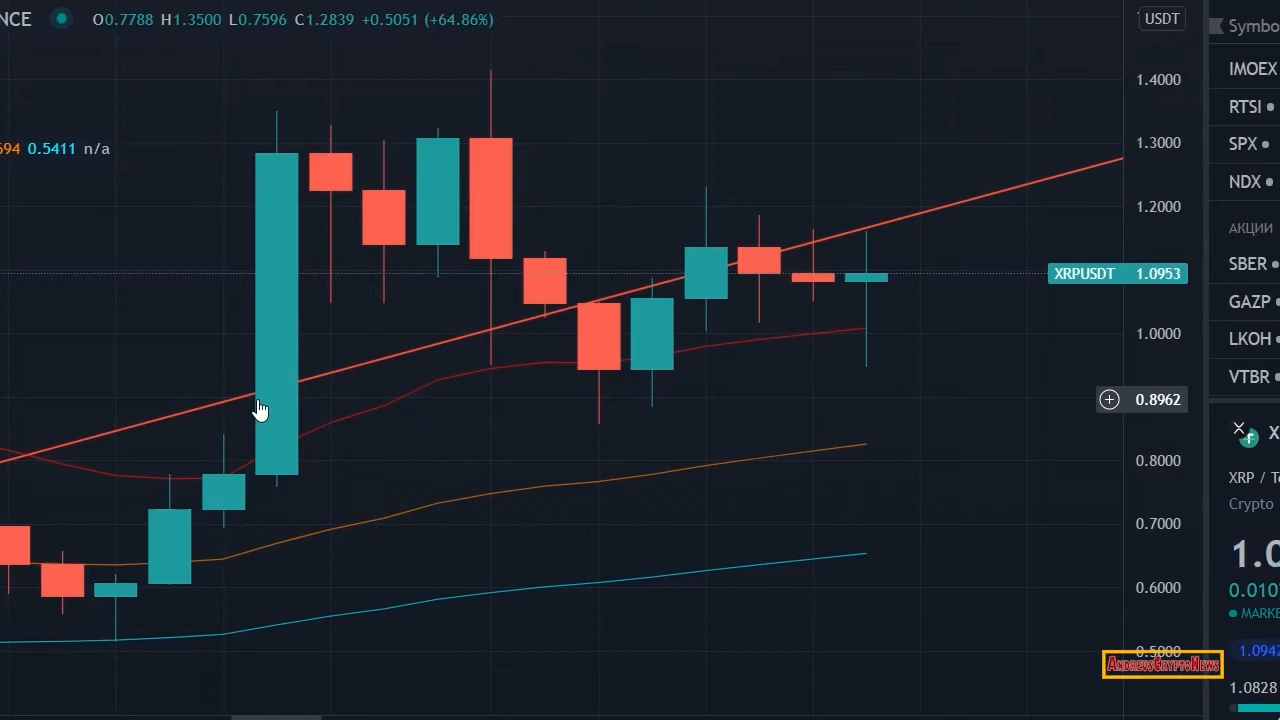 NCE O0.7788 H1.3500 L0.7596 C1.2839 +0.5051 (+64.86%)
USDT
Symbo
1.4000
IMOEX
RTSI
1.3000
SPX
694 0.5411 n/a
NDX
1.2000
АКЦИИ
SBER
XRPUSDT 1.0953
GAZP
1.0000
LKOH
VTBR
0.8962
X
0.8000
XRP / Te
Crypto
0.7000
1.0
0.6000
0.010
MARKE
0.5000
1.0947
ANDREVSCRYPTONEWS
1.0828